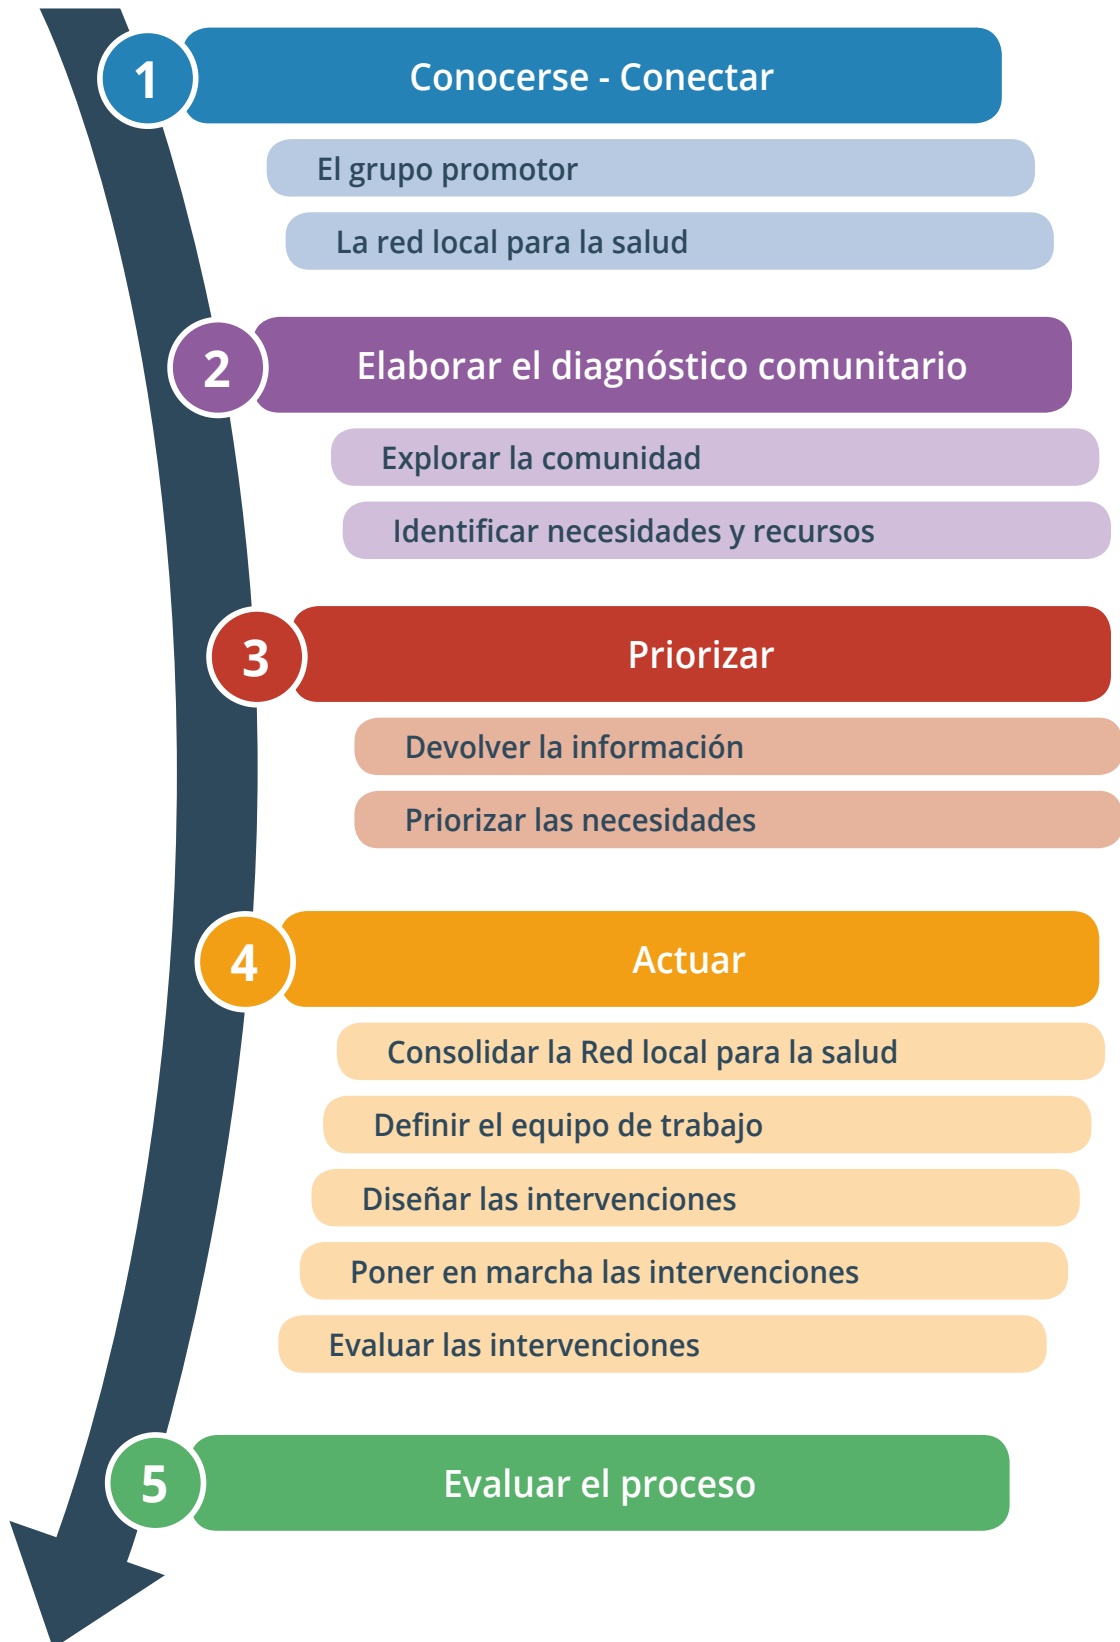 1
Conocerse - Conectar
El grupo promotor
La red local para la salud
2
Elaborar el diagnóstico comunitario
Explorar la comunidad
Identificar necesidades y recursos
3
Priorizar
Devolver la información
Priorizar las necesidades
4
Actuar
Consolidar la Red local para la salud
Definir el equipo de trabajo
Diseñar las intervenciones
Poner en marcha las intervenciones
Evaluar las intervenciones
5
Evaluar el proceso